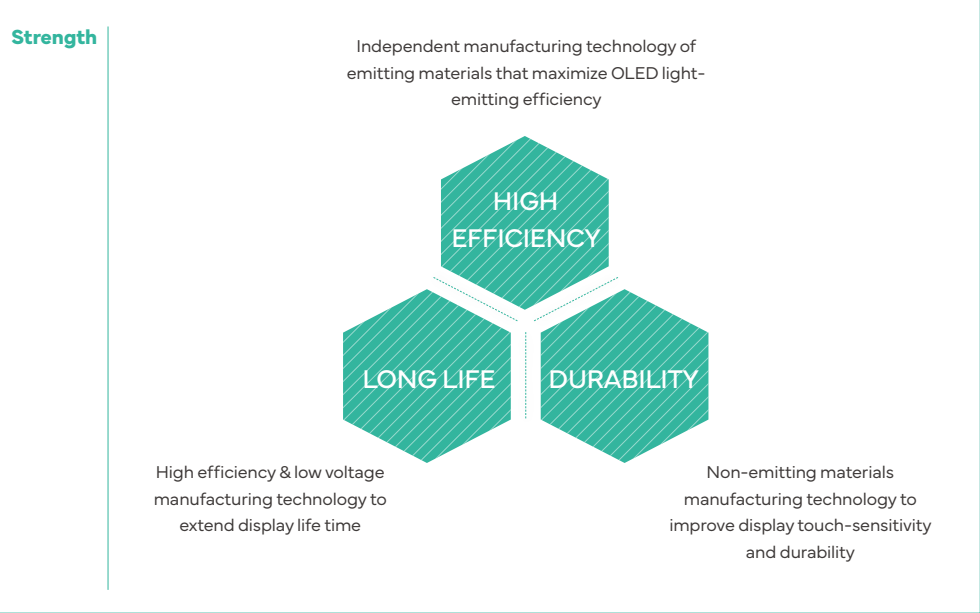 Strength
Independent manufacturing technology of
emitting materials that maximize OLED light-
emitting efficiency
HIGH
EFFICIENCY
LONG LIFE
DURABILITY
High efficiency & low voltage
manufacturing technology to
extend display life time
Non-emitting materials
manufacturing technology to
improve display touch-sensitivity
and durability